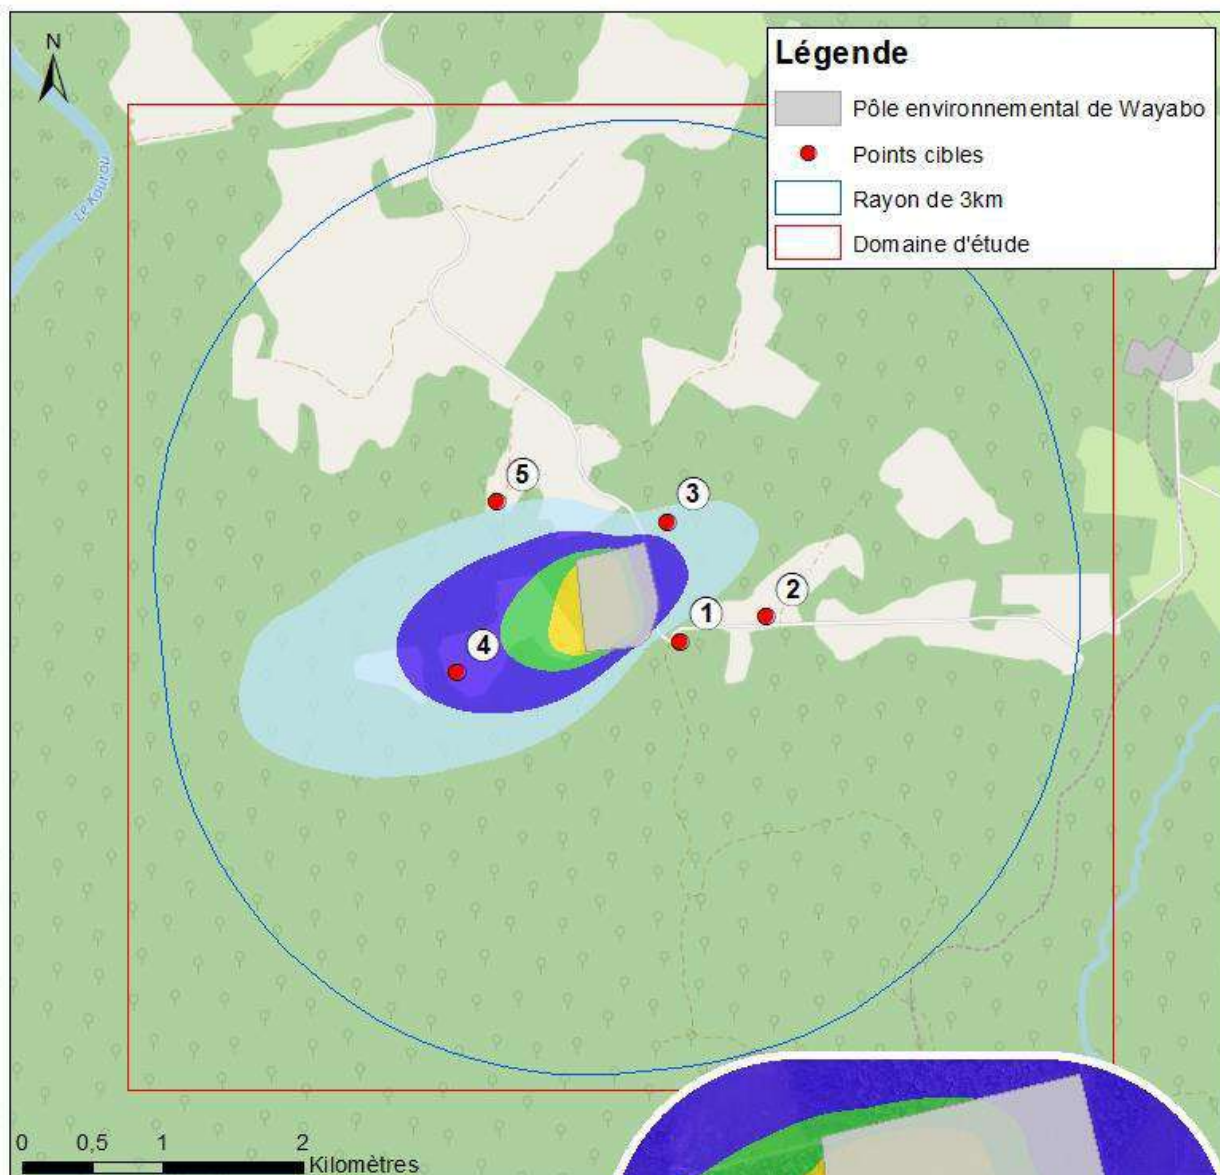 N
Légende
Pôle environnemental de Wayabo
Points cibles
Rayon de 3km
Domaine d'étude
Le Kourou
5
3
2
1
4
0 0,5 1 2
Kilomètres